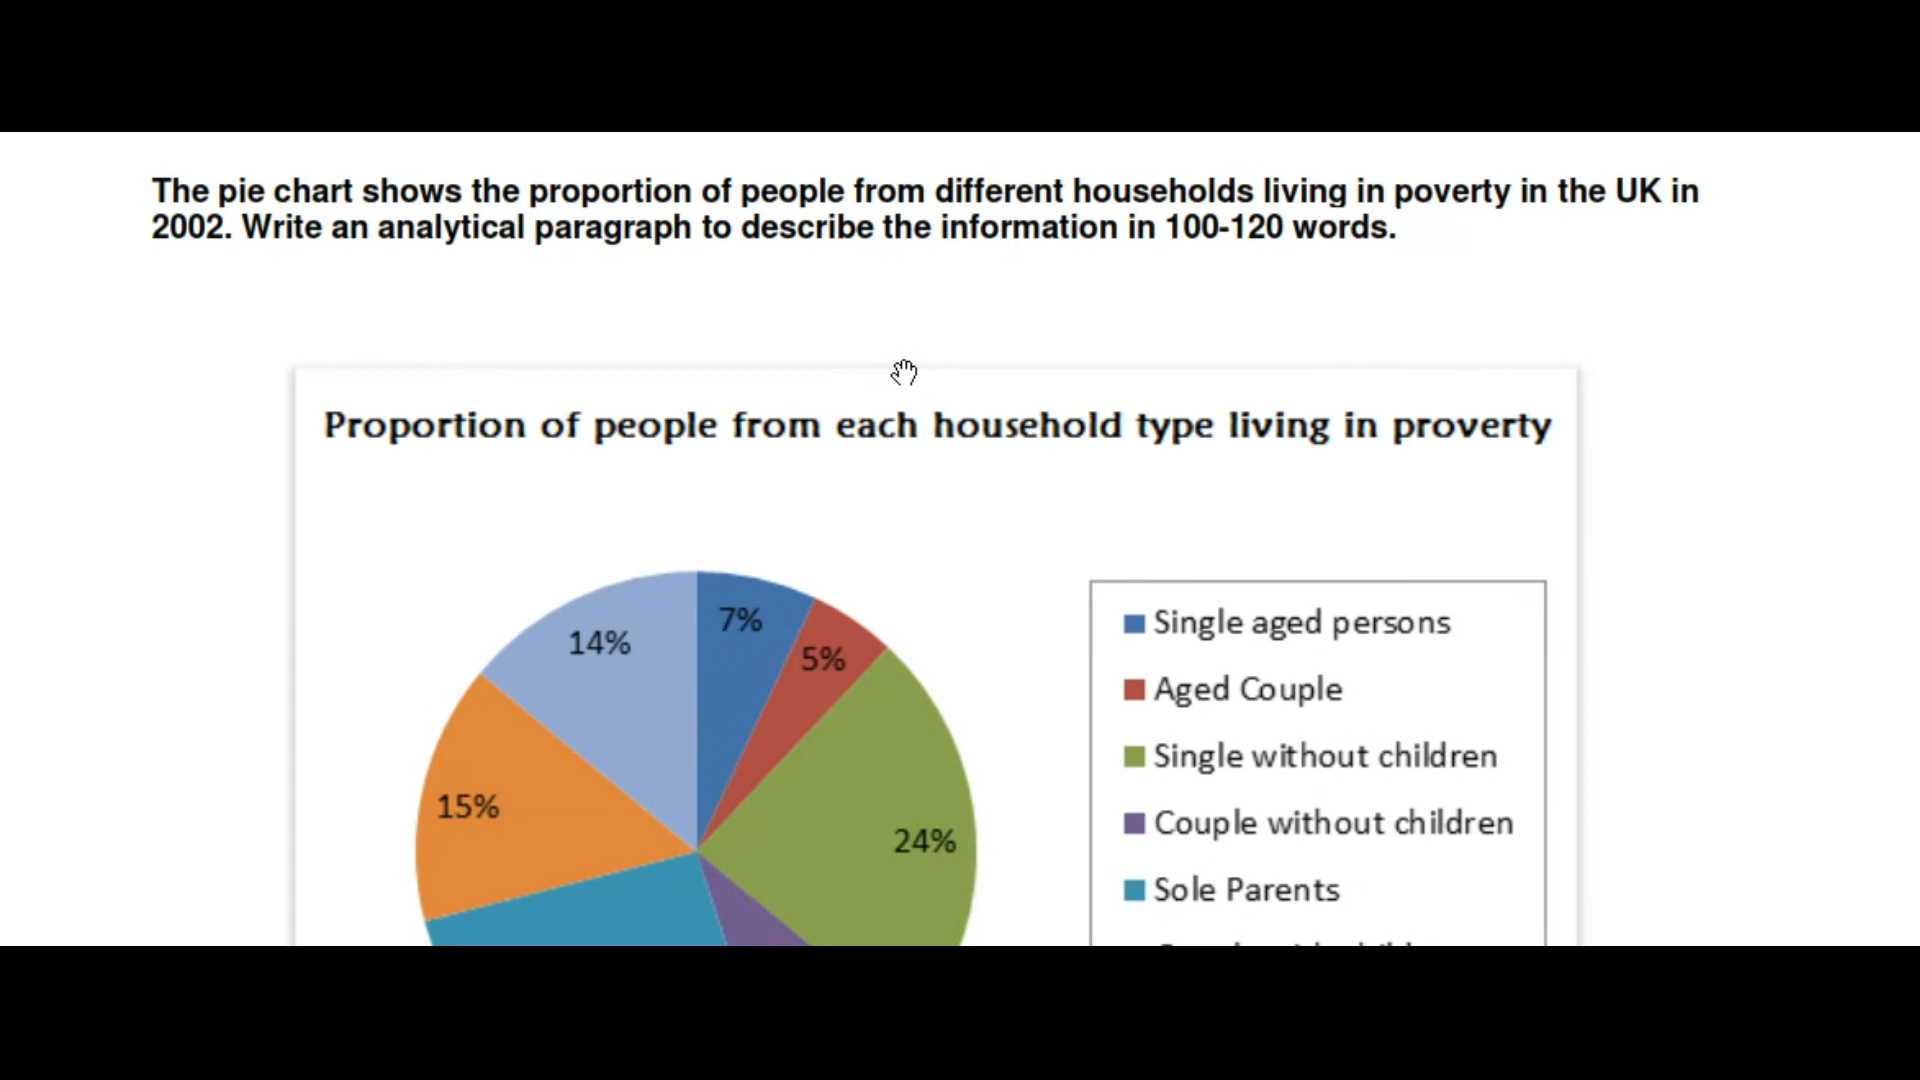 The pie chart shows the proportion of people from different households living in poverty in the UK in
2002. Write an analytical paragraph to describe the information in 100-120 words.
Proportion of people from each household type living in proverty
14%
7%
5%
15%
24%
Single aged persons
Aged Couple
Single without children
Couple without children
Sole Parents